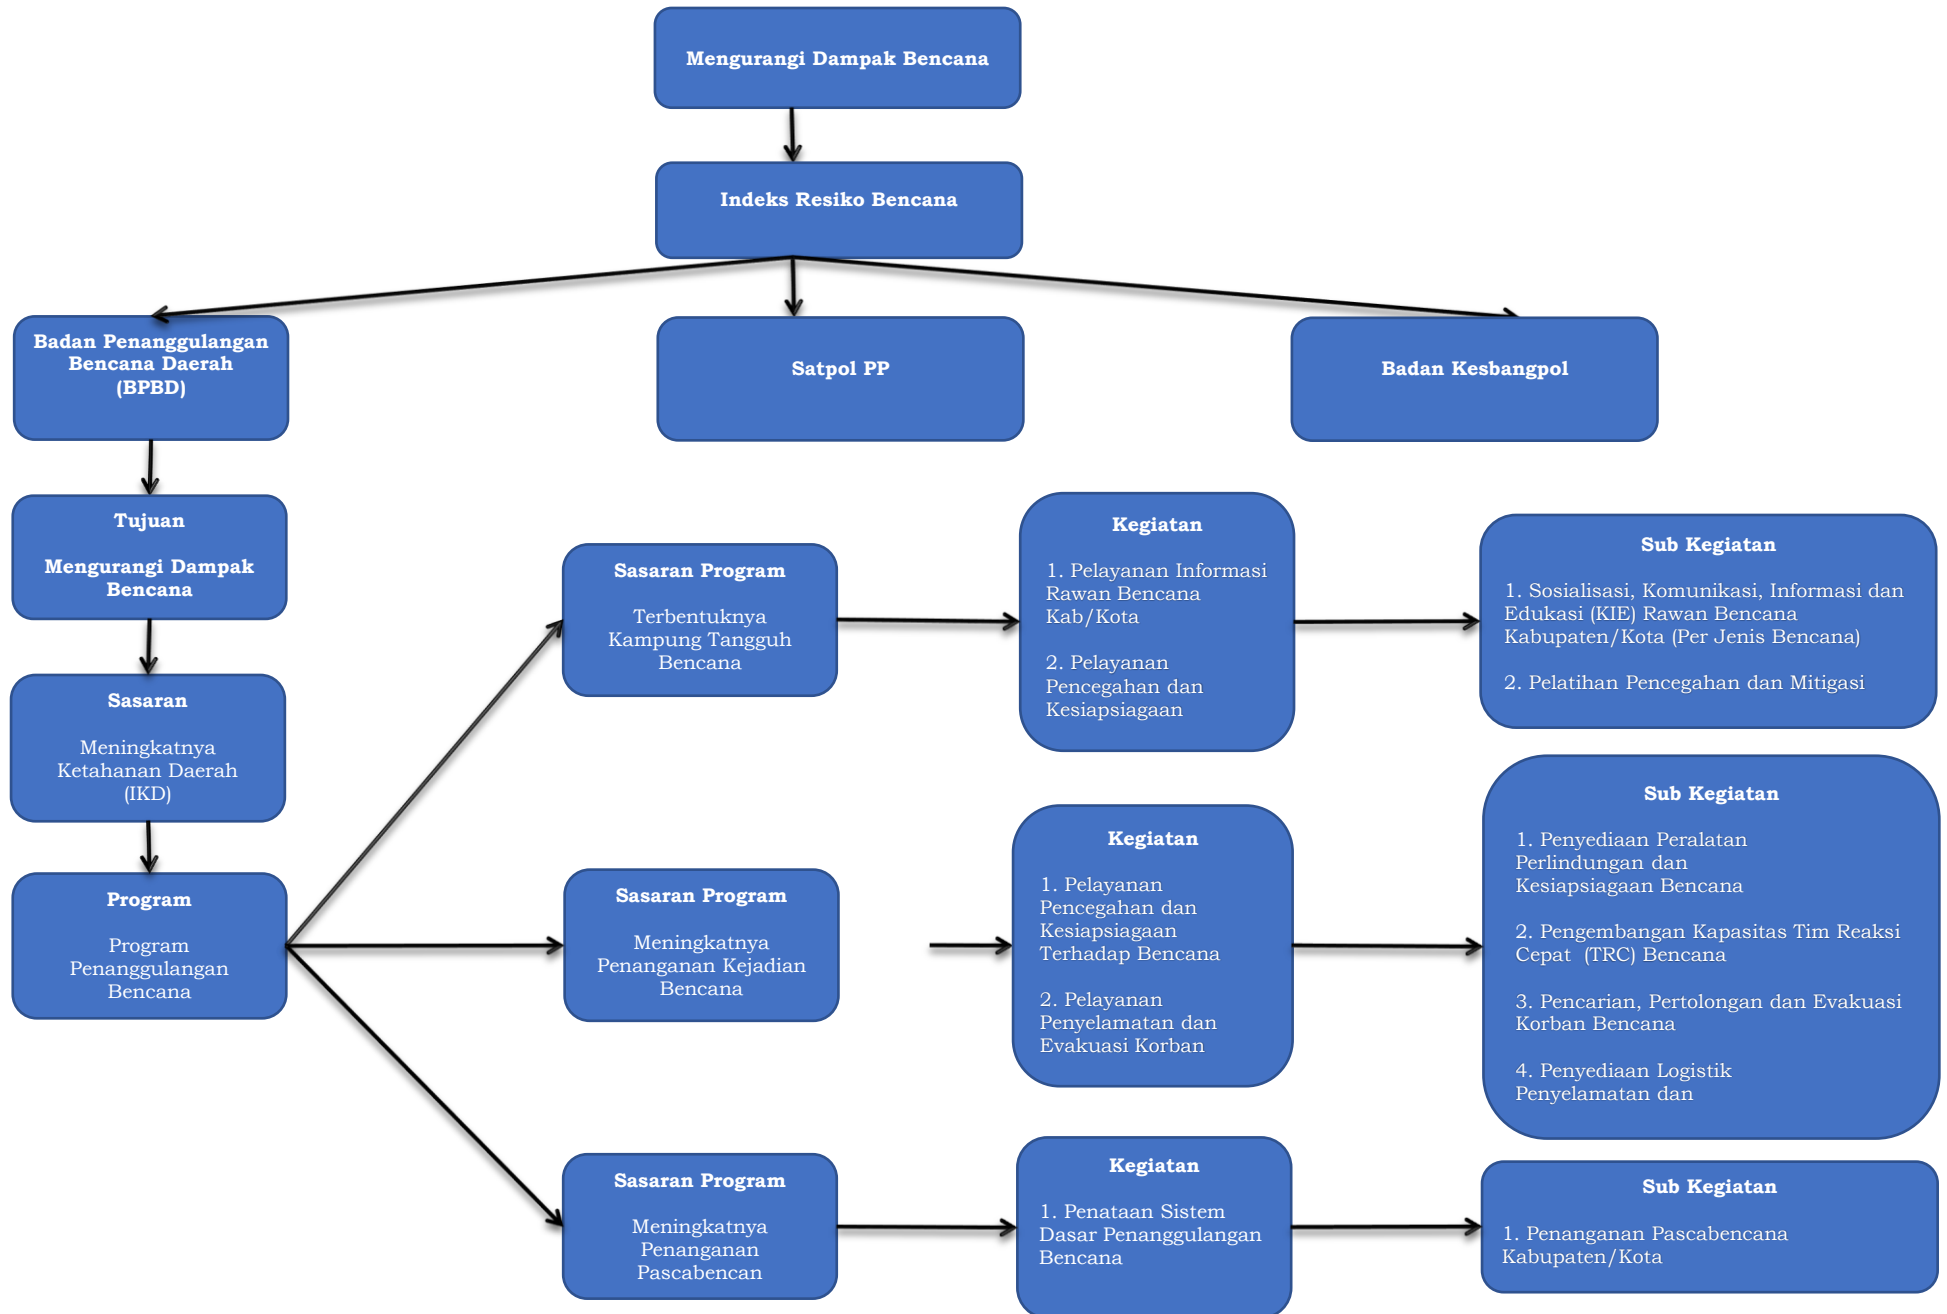 Mengurangi Dampak Bencana
Indeks Resiko Bencana
Badan Penanggulangan
Bencana Daerah
(BPBD)
Satpol PP
Badan Kesbangpol
Tujuan
Mengurangi Dampak
Bencana
Sasaran
Meningkatnya
Ketahanan Daerah
(IKD)
Program
Program
Penanggulangan
Bencana
Sasaran Program
Terbentuknya
Kampung Tangguh
Bencana
Kegiatan
1. Pelayanan Informasi
Rawan Bencana
Kab/Kota
2. Pelayanan
Pencegahan dan
Kesiapsiagaan
Sub Kegiatan
1. Sosialisasi, Komunikasi, Informasi dan
Edukasi (KIE) Rawan Bencana
Kabupaten/Kota (Per Jenis Bencana)
2. Pelatihan Pencegahan dan Mitigasi
Sasaran Program
Meningkatnya
Penanganan Kejadian
Bencana
Kegiatan
1. Pelayanan
Pencegahan dan
Kesiapsiagaan
Terhadap Bencana
2. Pelayanan
Penyelamatan dan
Evakuasi Korban
Sub Kegiatan
1. Penyediaan Peralatan
Perlindungan dan
Kesiapsiagaan Bencana
2. Pengembangan Kapasitas Tim Reaksi
Cepat (TRC) Bencana
3. Pencarian, Pertolongan dan Evakuasi
Korban Bencana
4. Penyediaan Logistik
Penyelamatan dan
Sasaran Program
Meningkatnya
Penanganan
Pascabencan
Kegiatan
1. Penataan Sistem
Dasar Penanggulangan
Bencana
Sub Kegiatan
1. Penanganan Pascabencana
Kabupaten/Kota